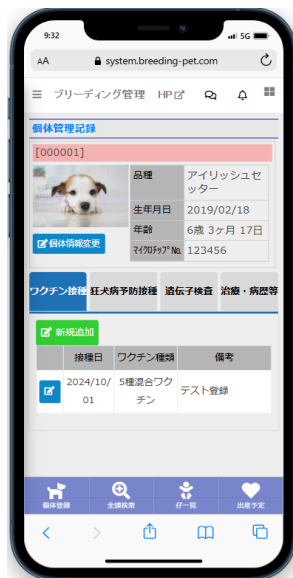 9:32
5G
AA system.breeding-pet.com
ブリーディング管理 HP
個体管理記録
[000001]
品種 アイリッシュセッター
生年月日 2019/02/18
年齢 6歳 3ヶ月 17日
ﾏｲｸﾛﾁｯﾌﾟNo. 123456
個体情報変更
ワクチン接種 狂犬病予防接種 遺伝子検査 治療・病歴等
新規追加
接種日 ワクチン種類 備考
2024/10/01 5種混合ワクチン テスト登録
個体登録 全頭検索 仔一覧 出産予定